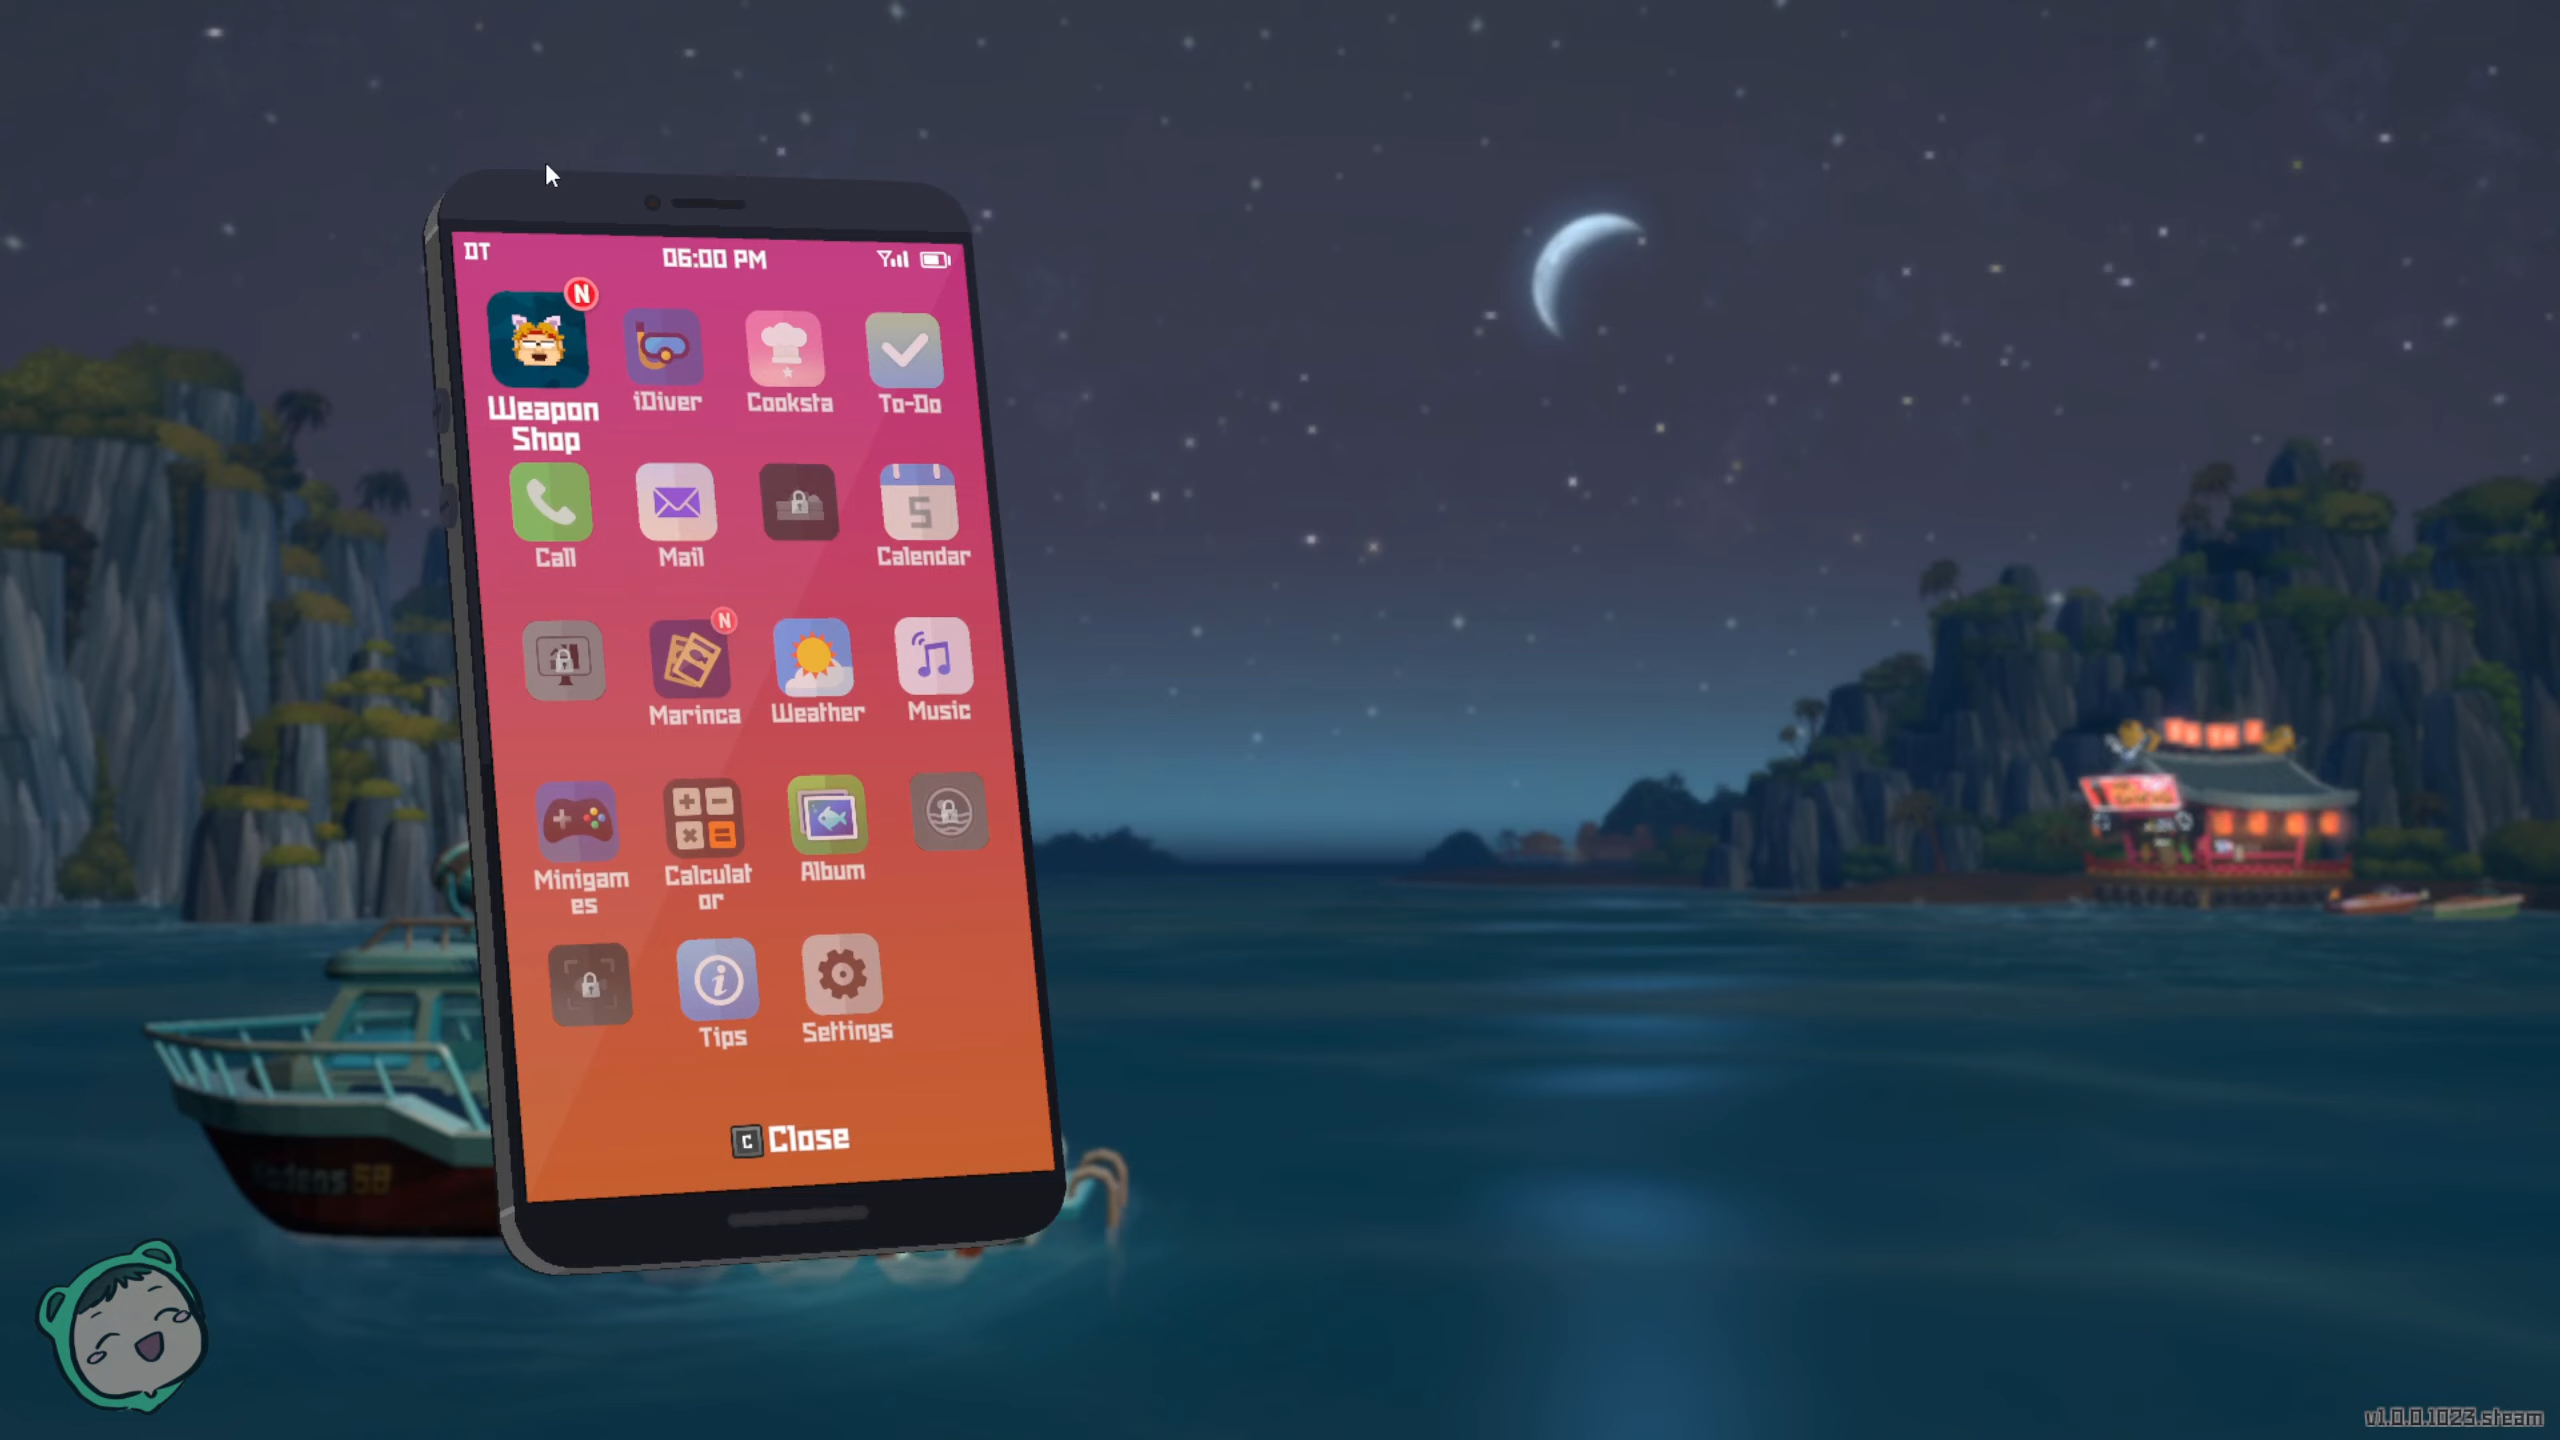 DT
06:00 PM
N
Weapon
Shop
iDiver
Cooksta
To-Do
Call
Mail
5
Calendar
N
Marinca
Weather
Music
Minigam
es
Calculat
or
Album
Tips
Settings
C Close
58
v1.0.0.1023.steam